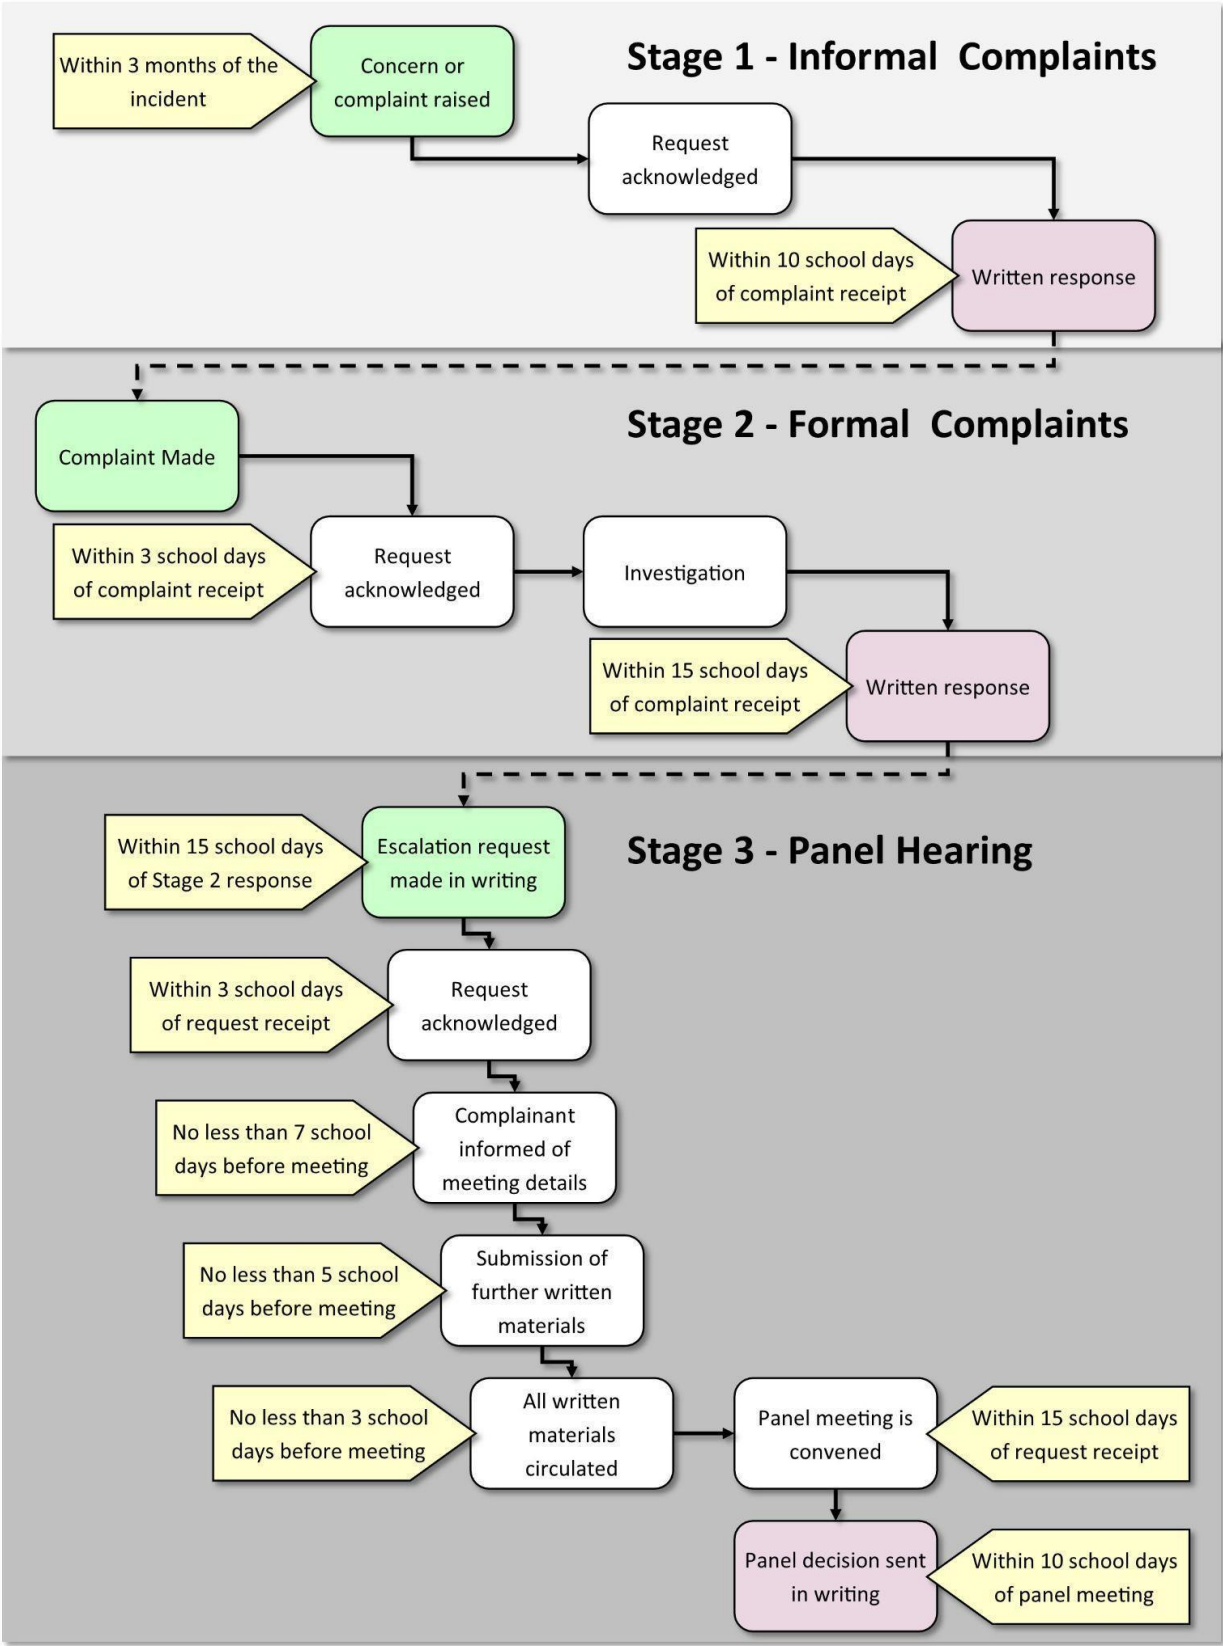 Stage 1 - Informal  Complaints
Within 3 months of the
incident
Concern or
complaint raised
Request
acknowledged
Within 10 school days
of complaint receipt
Written response
Stage 2 - Formal  Complaints
Complaint Made
Within 3 school days
of complaint receipt
Request
acknowledged
Investigation
Within 15 school days
of complaint receipt
Written response
Stage 3 - Panel Hearing
Within 15 school days
of Stage 2 response
Escalation request
made in writing
Within 3 school days
of request receipt
Request
acknowledged
No less than 7 school
days before meeting
Complainant
informed of
meeting details
No less than 5 school
days before meeting
Submission of
further written
materials
No less than 3 school
days before meeting
All written
materials
circulated
Panel meeting is
convened
Within 15 school days
of request receipt
Panel decision sent
in writing
Within 10 school days
of panel meeting